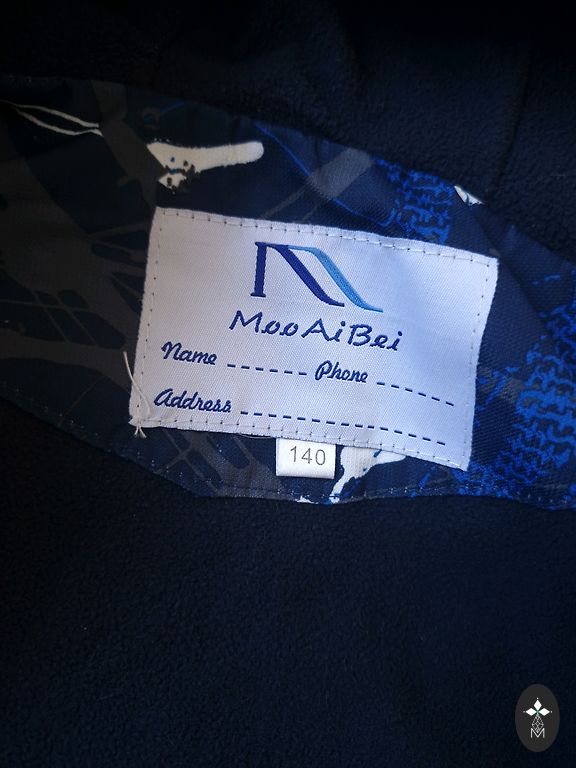 MooAiBei
Name ------- Phone ------
Address ----------------
140
M